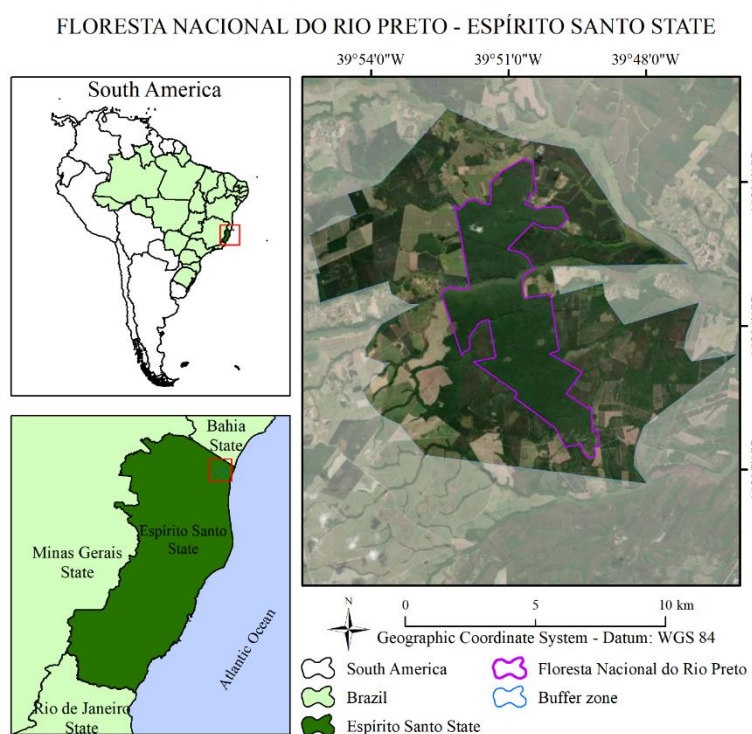 FLORESTA NACIONAL DO RIO PRETO - ESPÍRITO SANTO STATE
39°54'0"W
39°51'0"W
39°48'0"W
South America
Bahia
State
Espírito Santo
State
Minas Gerais
State
Atlantic Ocean
Rio de Janeiro
State
N
0
5
10 km
Geographic Coordinate System - Datum: WGS 84
South America
Floresta Nacional do Rio Preto
Brazil
Buffer zone
Espírito Santo State